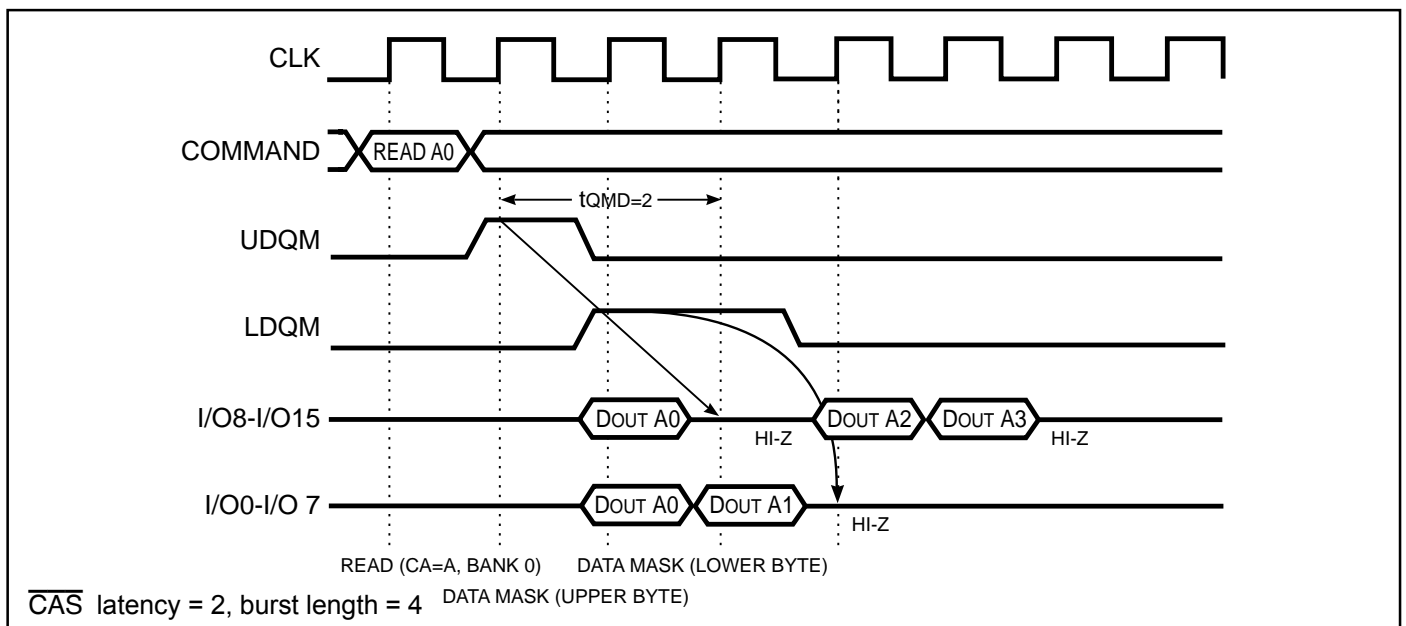 CLK
COMMAND
READ A0
tQMD=2
UDQM
LDQM
I/O8-I/O15
DOUT A0
HI-Z
DOUT A2
DOUT A3
HI-Z
I/O0-I/O 7
DOUT A0
DOUT A1
HI-Z
READ (CA=A, BANK 0)
DATA MASK (LOWER BYTE)
CAS latency = 2, burst length = 4
DATA MASK (UPPER BYTE)